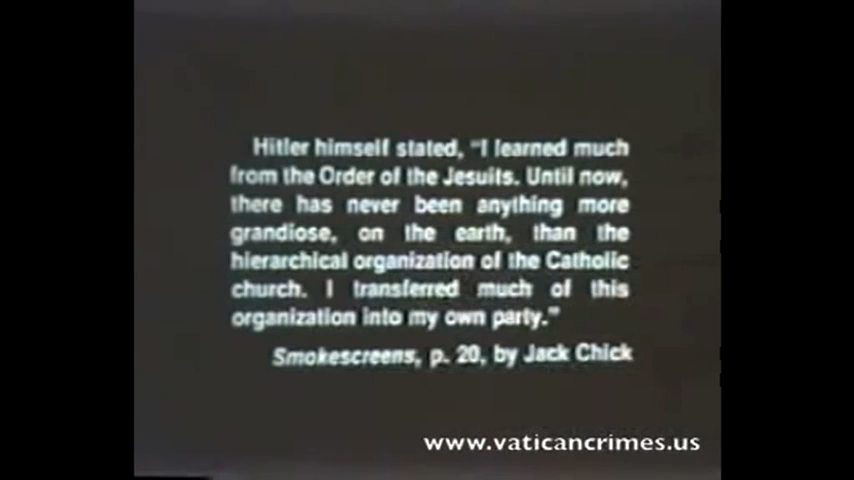 Hitler himself stated, "I learned much
from the Order of the Jesuits. Until now,
there has never been anything more
grandiose, on the earth, than the
hierarchical organization of the Catholic
church. I transferred much of this
organization into my own party."
Smokescreens, p. 20, by Jack Chick
www.vaticancrimes.us